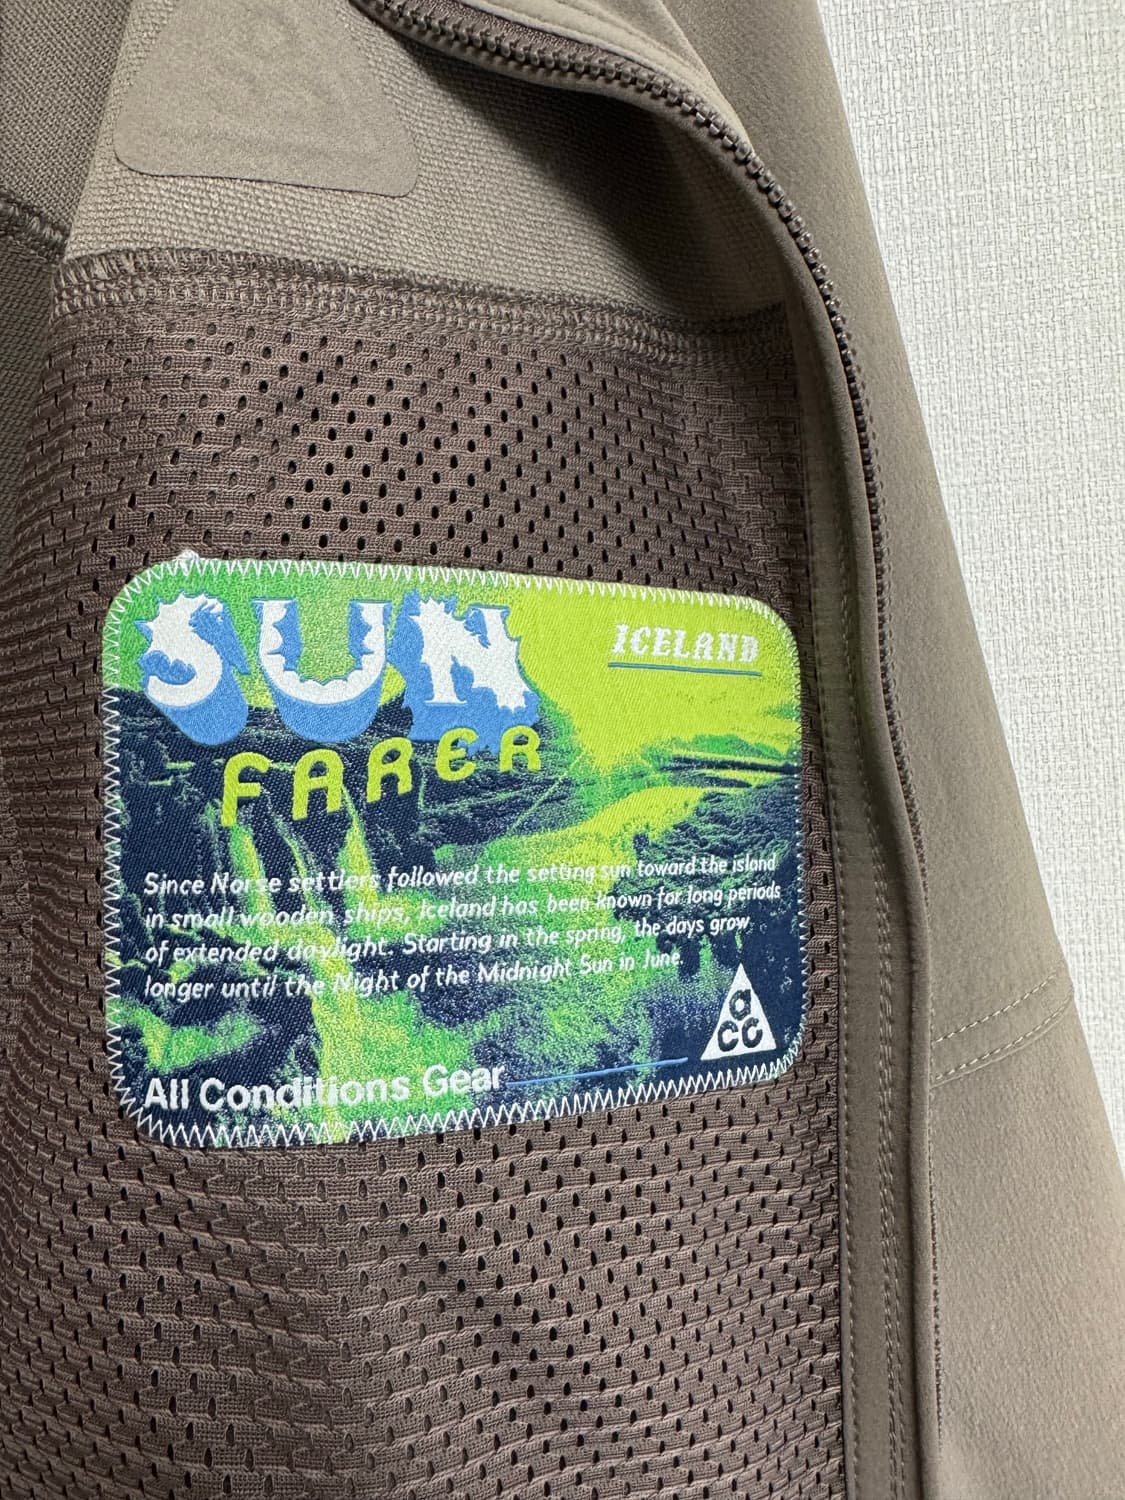 SUN
FARER
ICELAND
Since Norse settlers followed the setting sun toward the island
in small wooden ships, Iceland has been known for long periods
of extended daylight. Starting in the spring, the days grow
longer until the Night of the Midnight Sun in June.
All Conditions Gear
a
cc